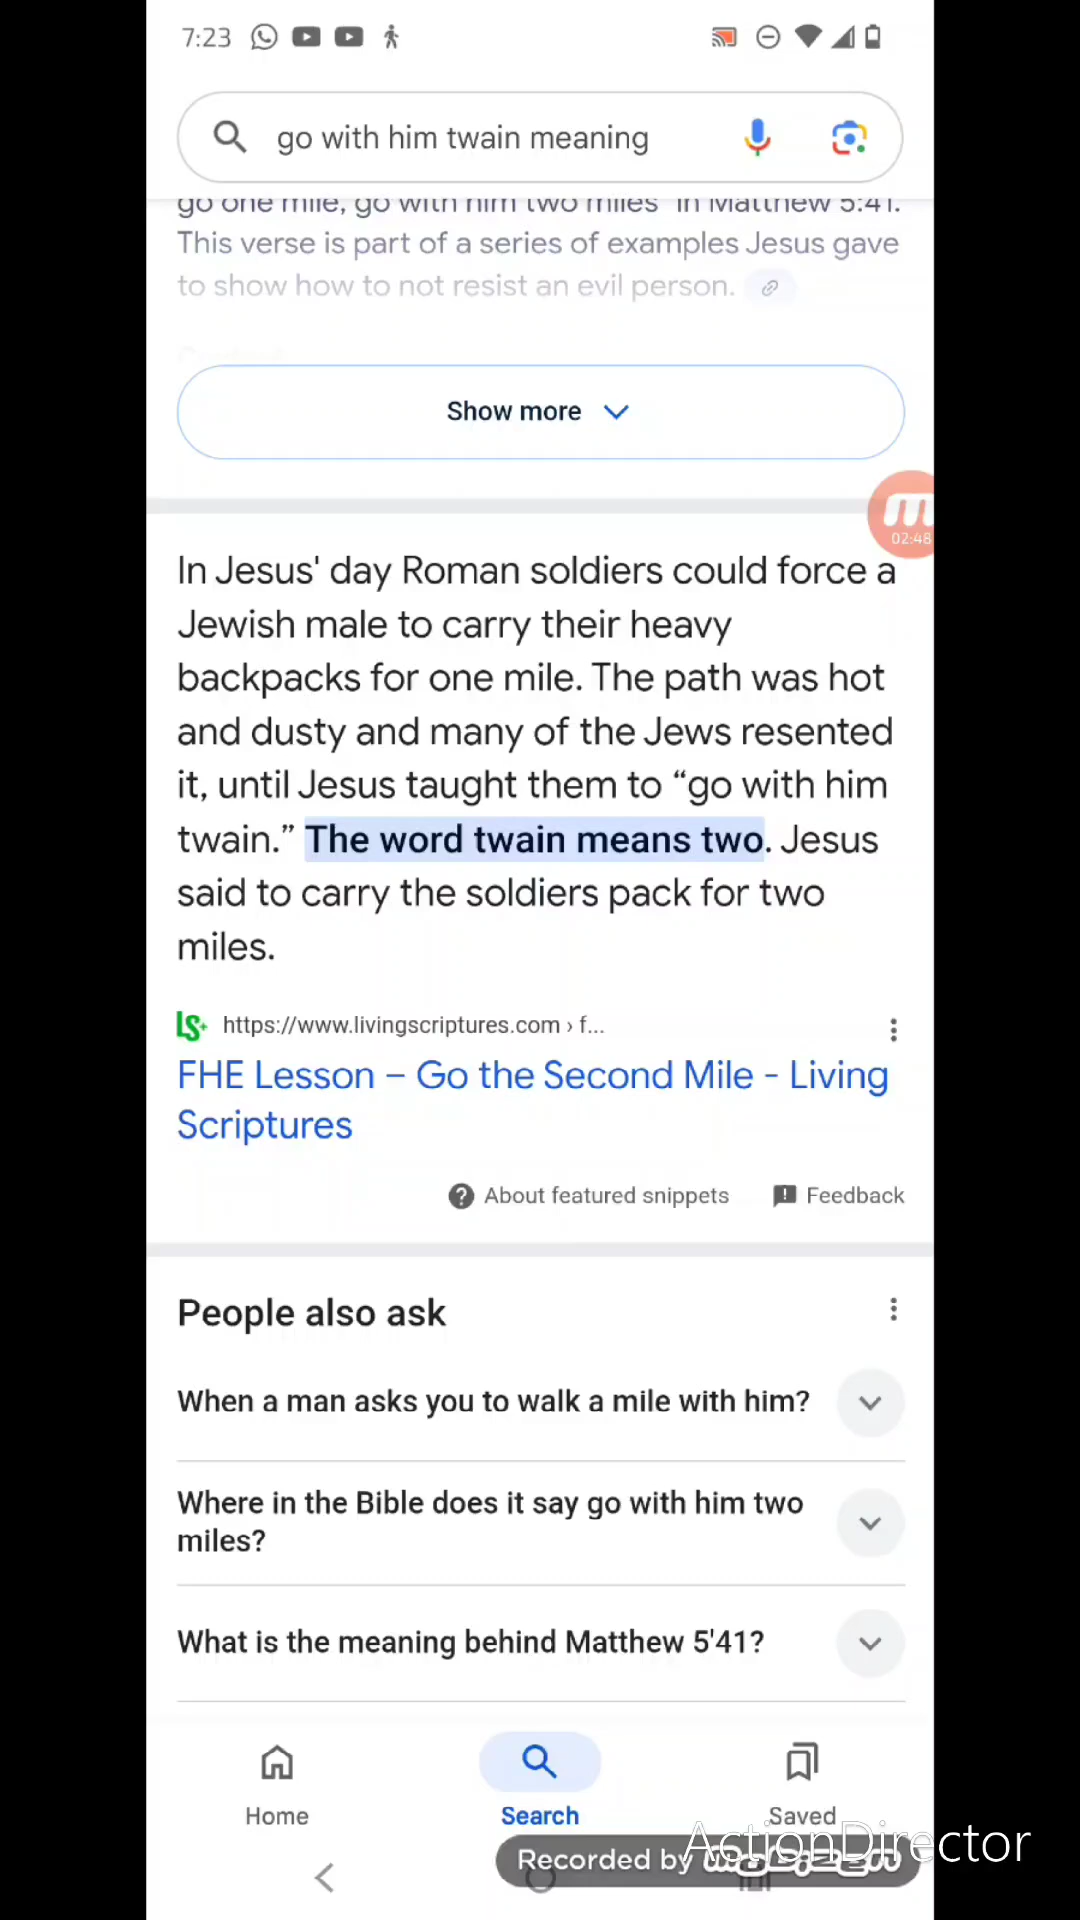 7:23
go with him twain meaning
go one mile, go with him two miles" in Matthew 5:41.
This verse is part of a series of examples Jesus gave
to show how to not resist an evil person.
Show more
02:48
In Jesus' day Roman soldiers could force a
Jewish male to carry their heavy
backpacks for one mile. The path was hot
and dusty and many of the Jews resented
it, until Jesus taught them to “go with him
twain.” The word twain means two. Jesus
said to carry the soldiers pack for two
miles.
LS+ https://www.livingscriptures.com › f...
FHE Lesson – Go the Second Mile - Living
Scriptures
About featured snippets Feedback
People also ask
When a man asks you to walk a mile with him?
Where in the Bible does it say go with him two
miles?
What is the meaning behind Matthew 5'41?
Home Search Saved
ActionDirector
Recorded by